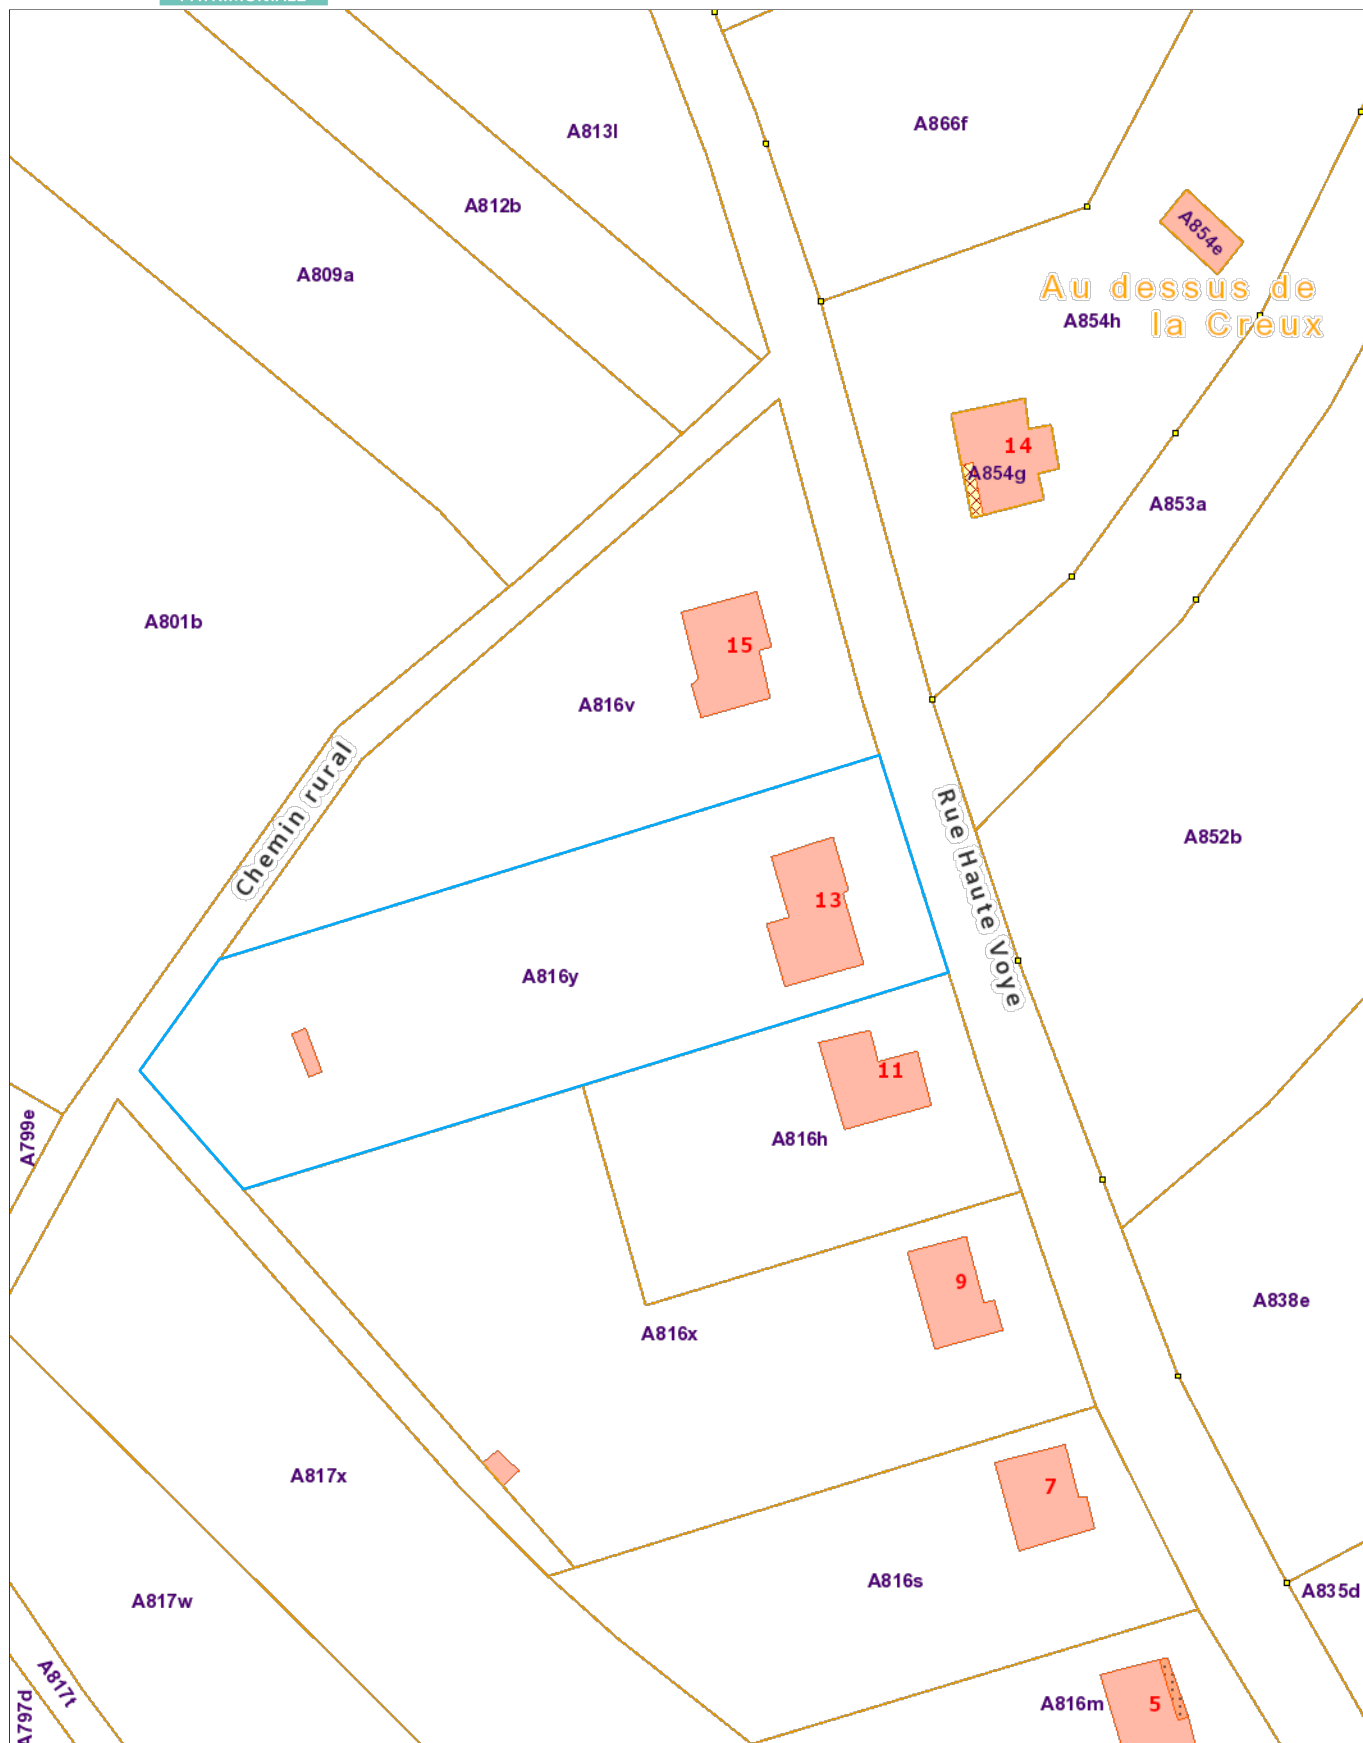 A813l
A866f
A812b
A854e
A809a
Au dessus de
la Creux
A854h
14
A854g
A853a
A801b
15
A816v
Chemin rural
Rue Haute Voye
A852b
13
A816y
11
A799e
A816h
9
A838e
A816x
A817x
7
A816s
A835d
A817w
A817t
A797d
A816m
5